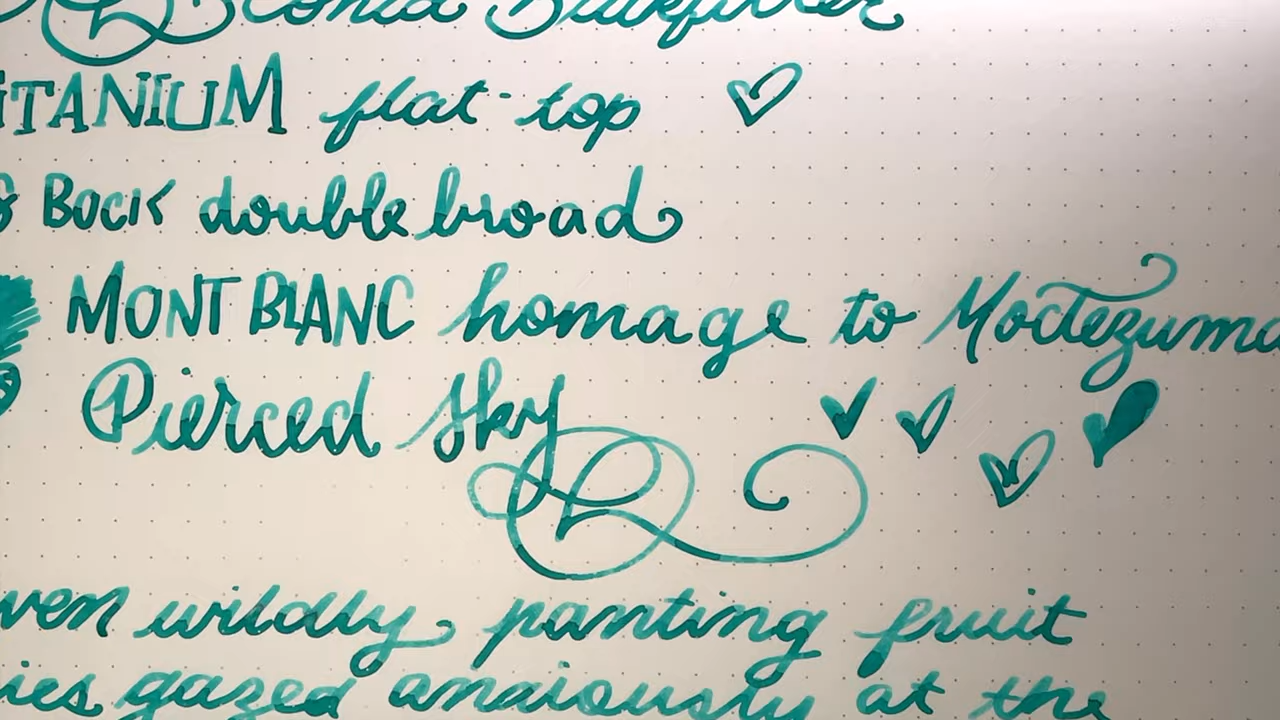 TITANIUM flat-top
Bock double broad
MONTBLANC homage to Moctezuma
Pierced Sky
wildly panting fruit
gazed anxiously at the